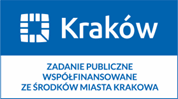 Kraków
ZADANIE PUBLICZNE
WSPÓŁFINANSOWANE
ZE ŚRODKÓW MIASTA KRAKOWA